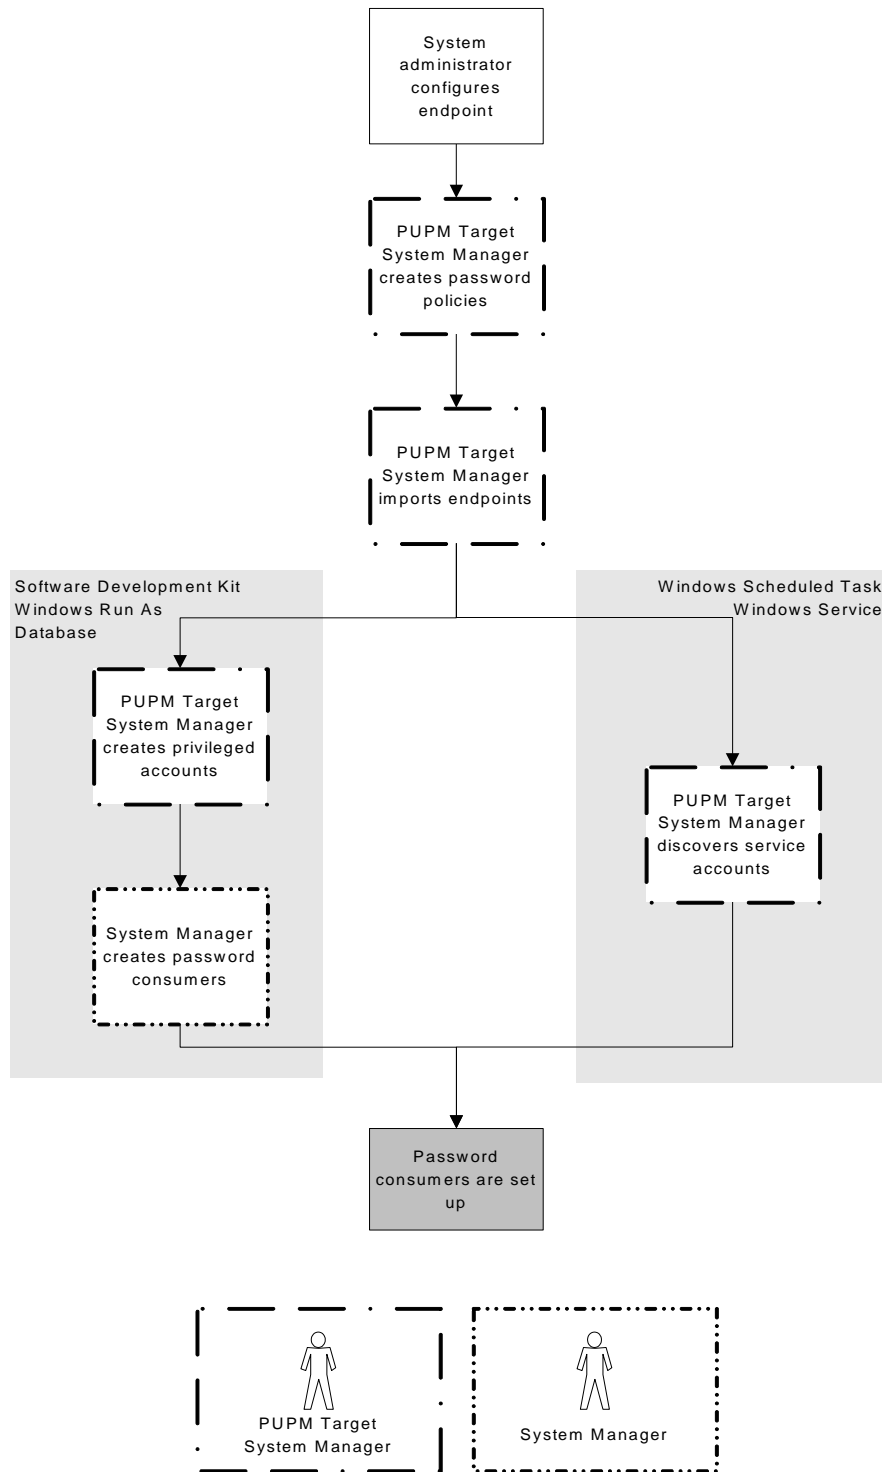 System
administrator
configures
endpoint
PUPM Target
System Manager
creates password
policies
PUPM Target
System Manager
imports endpoints
Software Development Kit
Windows Run As
Database
Windows Scheduled Task
Windows Service
PUPM Target
System Manager
creates privileged
accounts
PUPM Target
System Manager
discovers service
accounts
System Manager
creates password
consumers
Password
consumers are set
up
PUPM Target
System Manager
System Manager